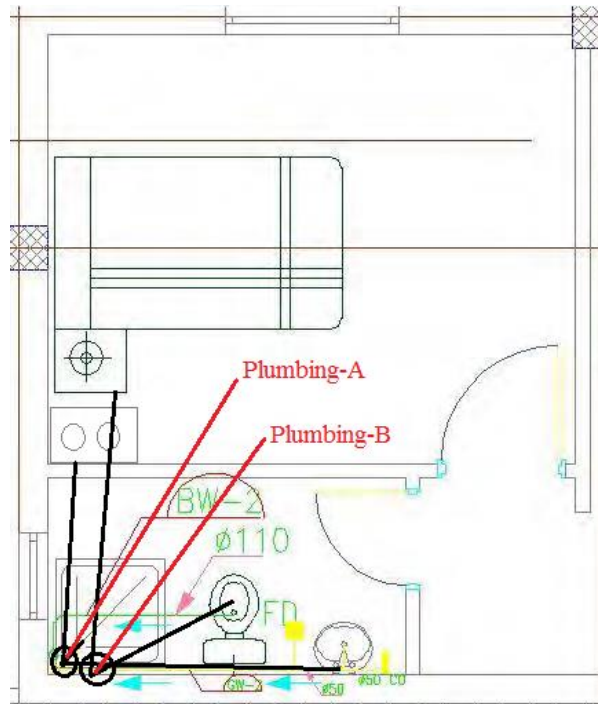 Plumbing-A
Plumbing-B
BW-2
ø110
FD
GW-2
ø50
ø50 CO